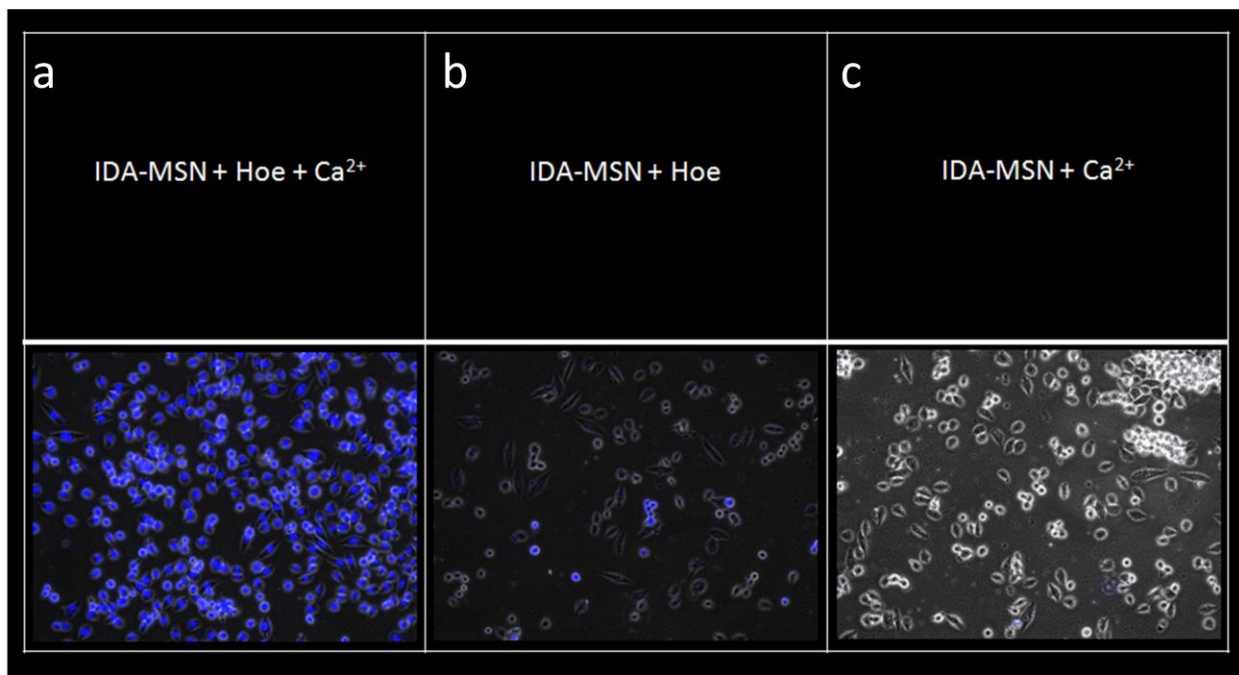 a
b
c
IDA-MSN + Hoe + Ca²⁺
IDA-MSN + Hoe
IDA-MSN + Ca²⁺